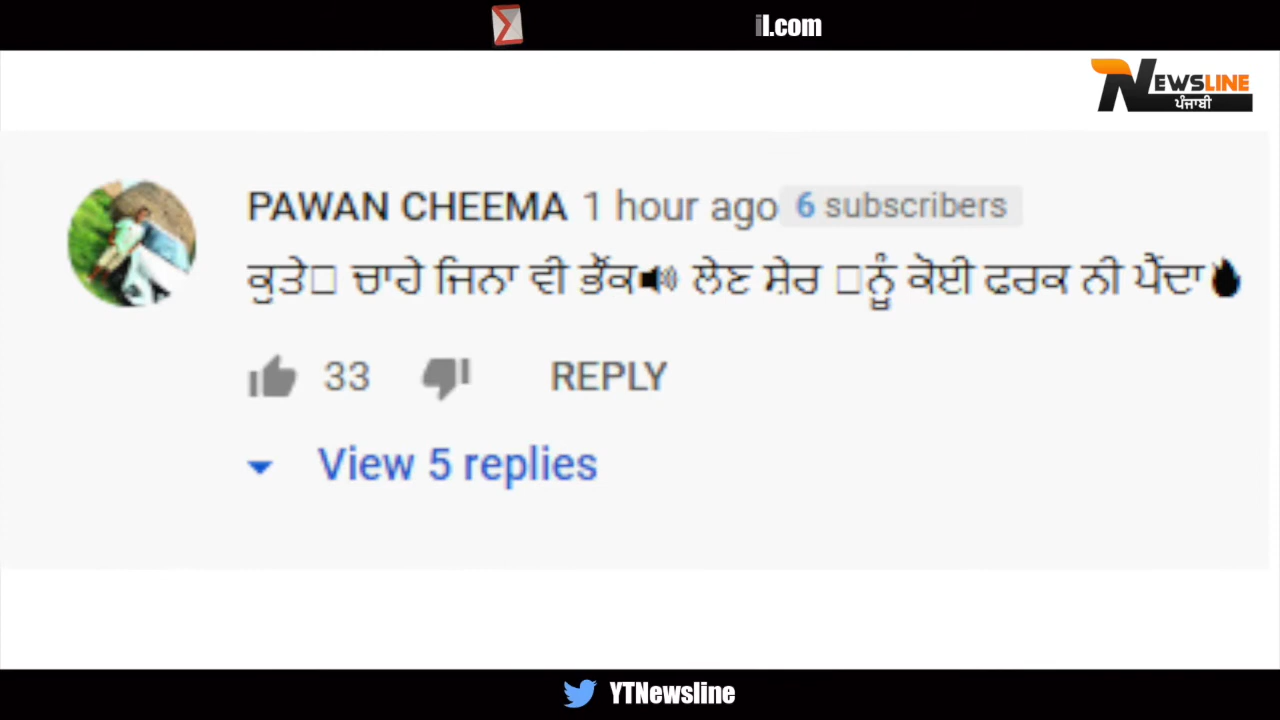 il.com
NEWSLINE
ਪੰਜਾਬੀ
PAWAN CHEEMA 1 hour ago 6 subscribers
ਕੁਤੇ□ ਚਾਹੇ ਜਿਨਾ ਵੀ ਭੌਂਕ🔊 ਲੇਣ ਸ਼ੇਰ □ਨੂੰ ਕੋਈ ਫਰਕ ਨੀ ਪੈਂਦਾ🔥
33 REPLY
View 5 replies
YTNewsline